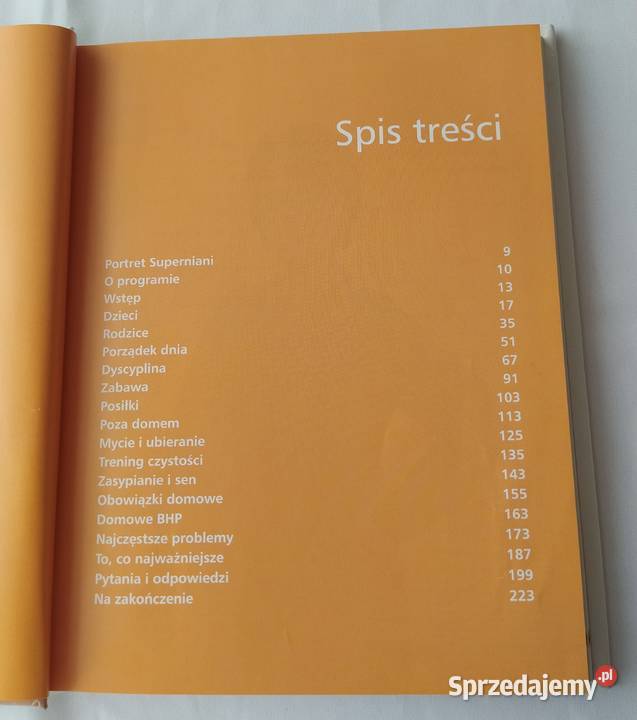 Spis treści
Portret Superniani 9
O programie 10
Wstęp 13
Dzieci 17
Rodzice 35
Porządek dnia 51
Dyscyplina 67
Zabawa 91
Posiłki 103
Poza domem 113
Mycie i ubieranie 125
Trening czystości 135
Zasypianie i sen 143
Obowiązki domowe 155
Domowe BHP 163
Najczęstsze problemy 173
To, co najważniejsze 187
Pytania i odpowiedzi 199
Na zakończenie 223
Sprzedajemy.pl